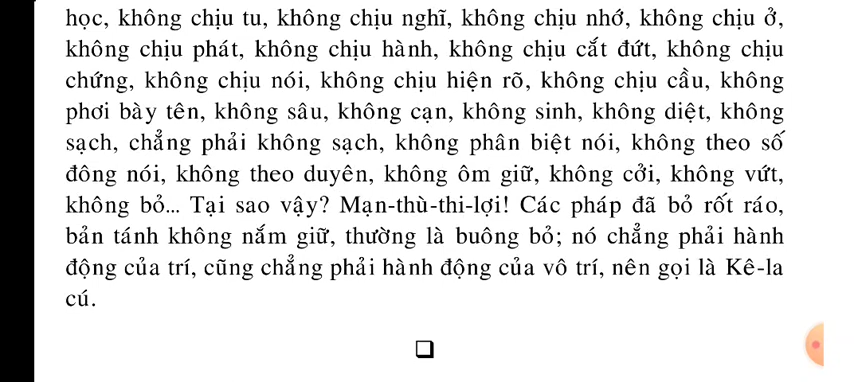 học, không chịu tu, không chịu nghĩ, không chịu nhớ, không chịu ở,
không chịu phát, không chịu hành, không chịu cắt đứt, không chịu
chứng, không chịu nói, không chịu hiện rõ, không chịu cầu, không
phơi bày tên, không sâu, không cạn, không sinh, không diệt, không
sạch, chẳng phải không sạch, không phân biệt nói, không theo số
đông nói, không theo duyên, không ôm giữ, không cởi, không vứt,
không bỏ... Tại sao vậy? Mạn-thù-thi-lợi! Các pháp đã bỏ rốt ráo,
bản tánh không nắm giữ, thường là buông bỏ; nó chẳng phải hành
động của trí, cũng chẳng phải hành động của vô trí, nên gọi là Kê-la
cú.